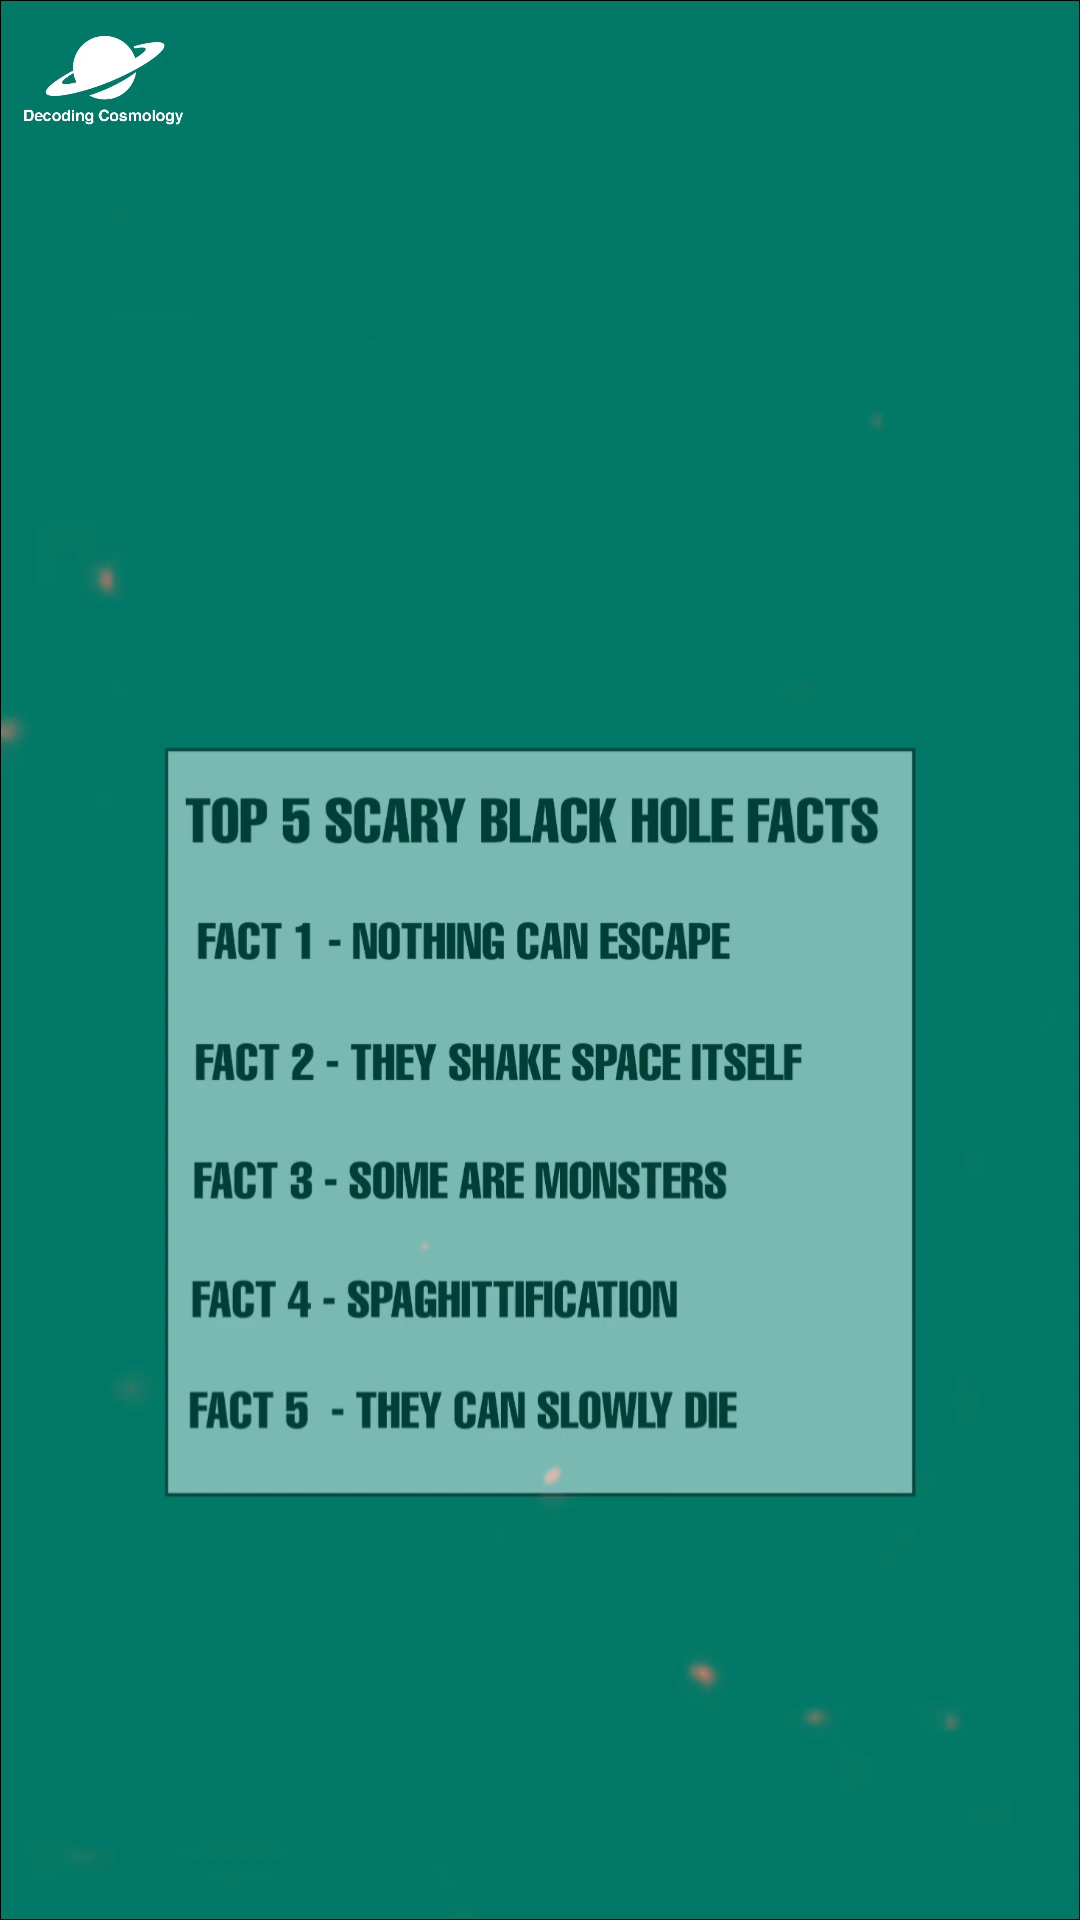 Decoding Cosmology
TOP 5 SCARY BLACK HOLE FACTS
FACT 1 - NOTHING CAN ESCAPE
FACT 2 - THEY SHAKE SPACE ITSELF
FACT 3 - SOME ARE MONSTERS
FACT 4 - SPAGHITTIFICATION
FACT 5 - THEY CAN SLOWLY DIE